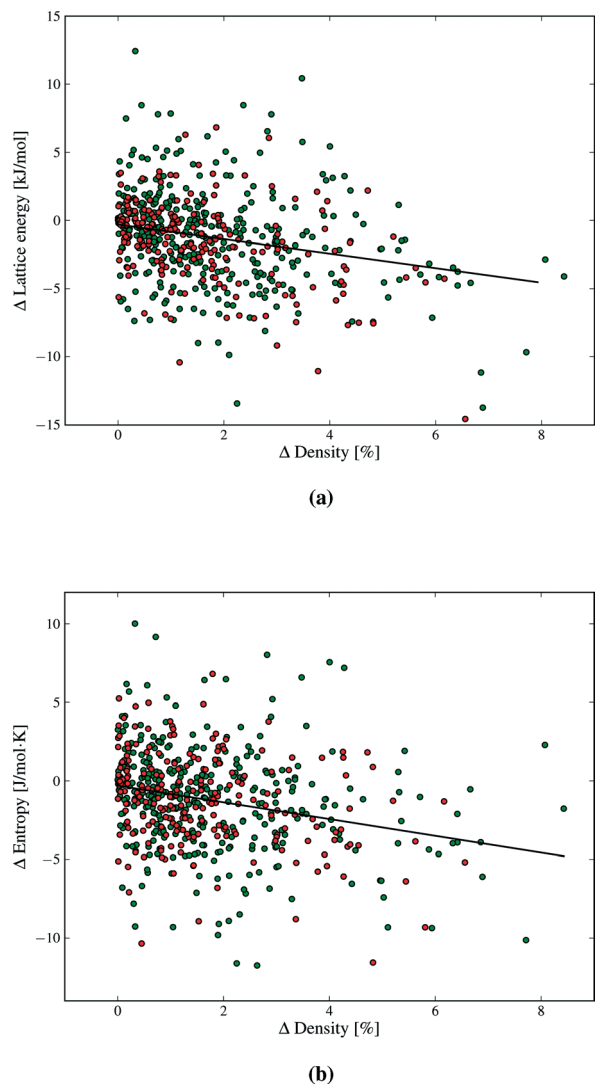 15
10
5
0
−5
−10
−15
Δ Lattice energy [kJ/mol]
0 2 4 6 8
Δ Density [%]
(a)
10
5
0
−5
−10
Δ Entropy [J/mol·K]
0 2 4 6 8
Δ Density [%]
(b)